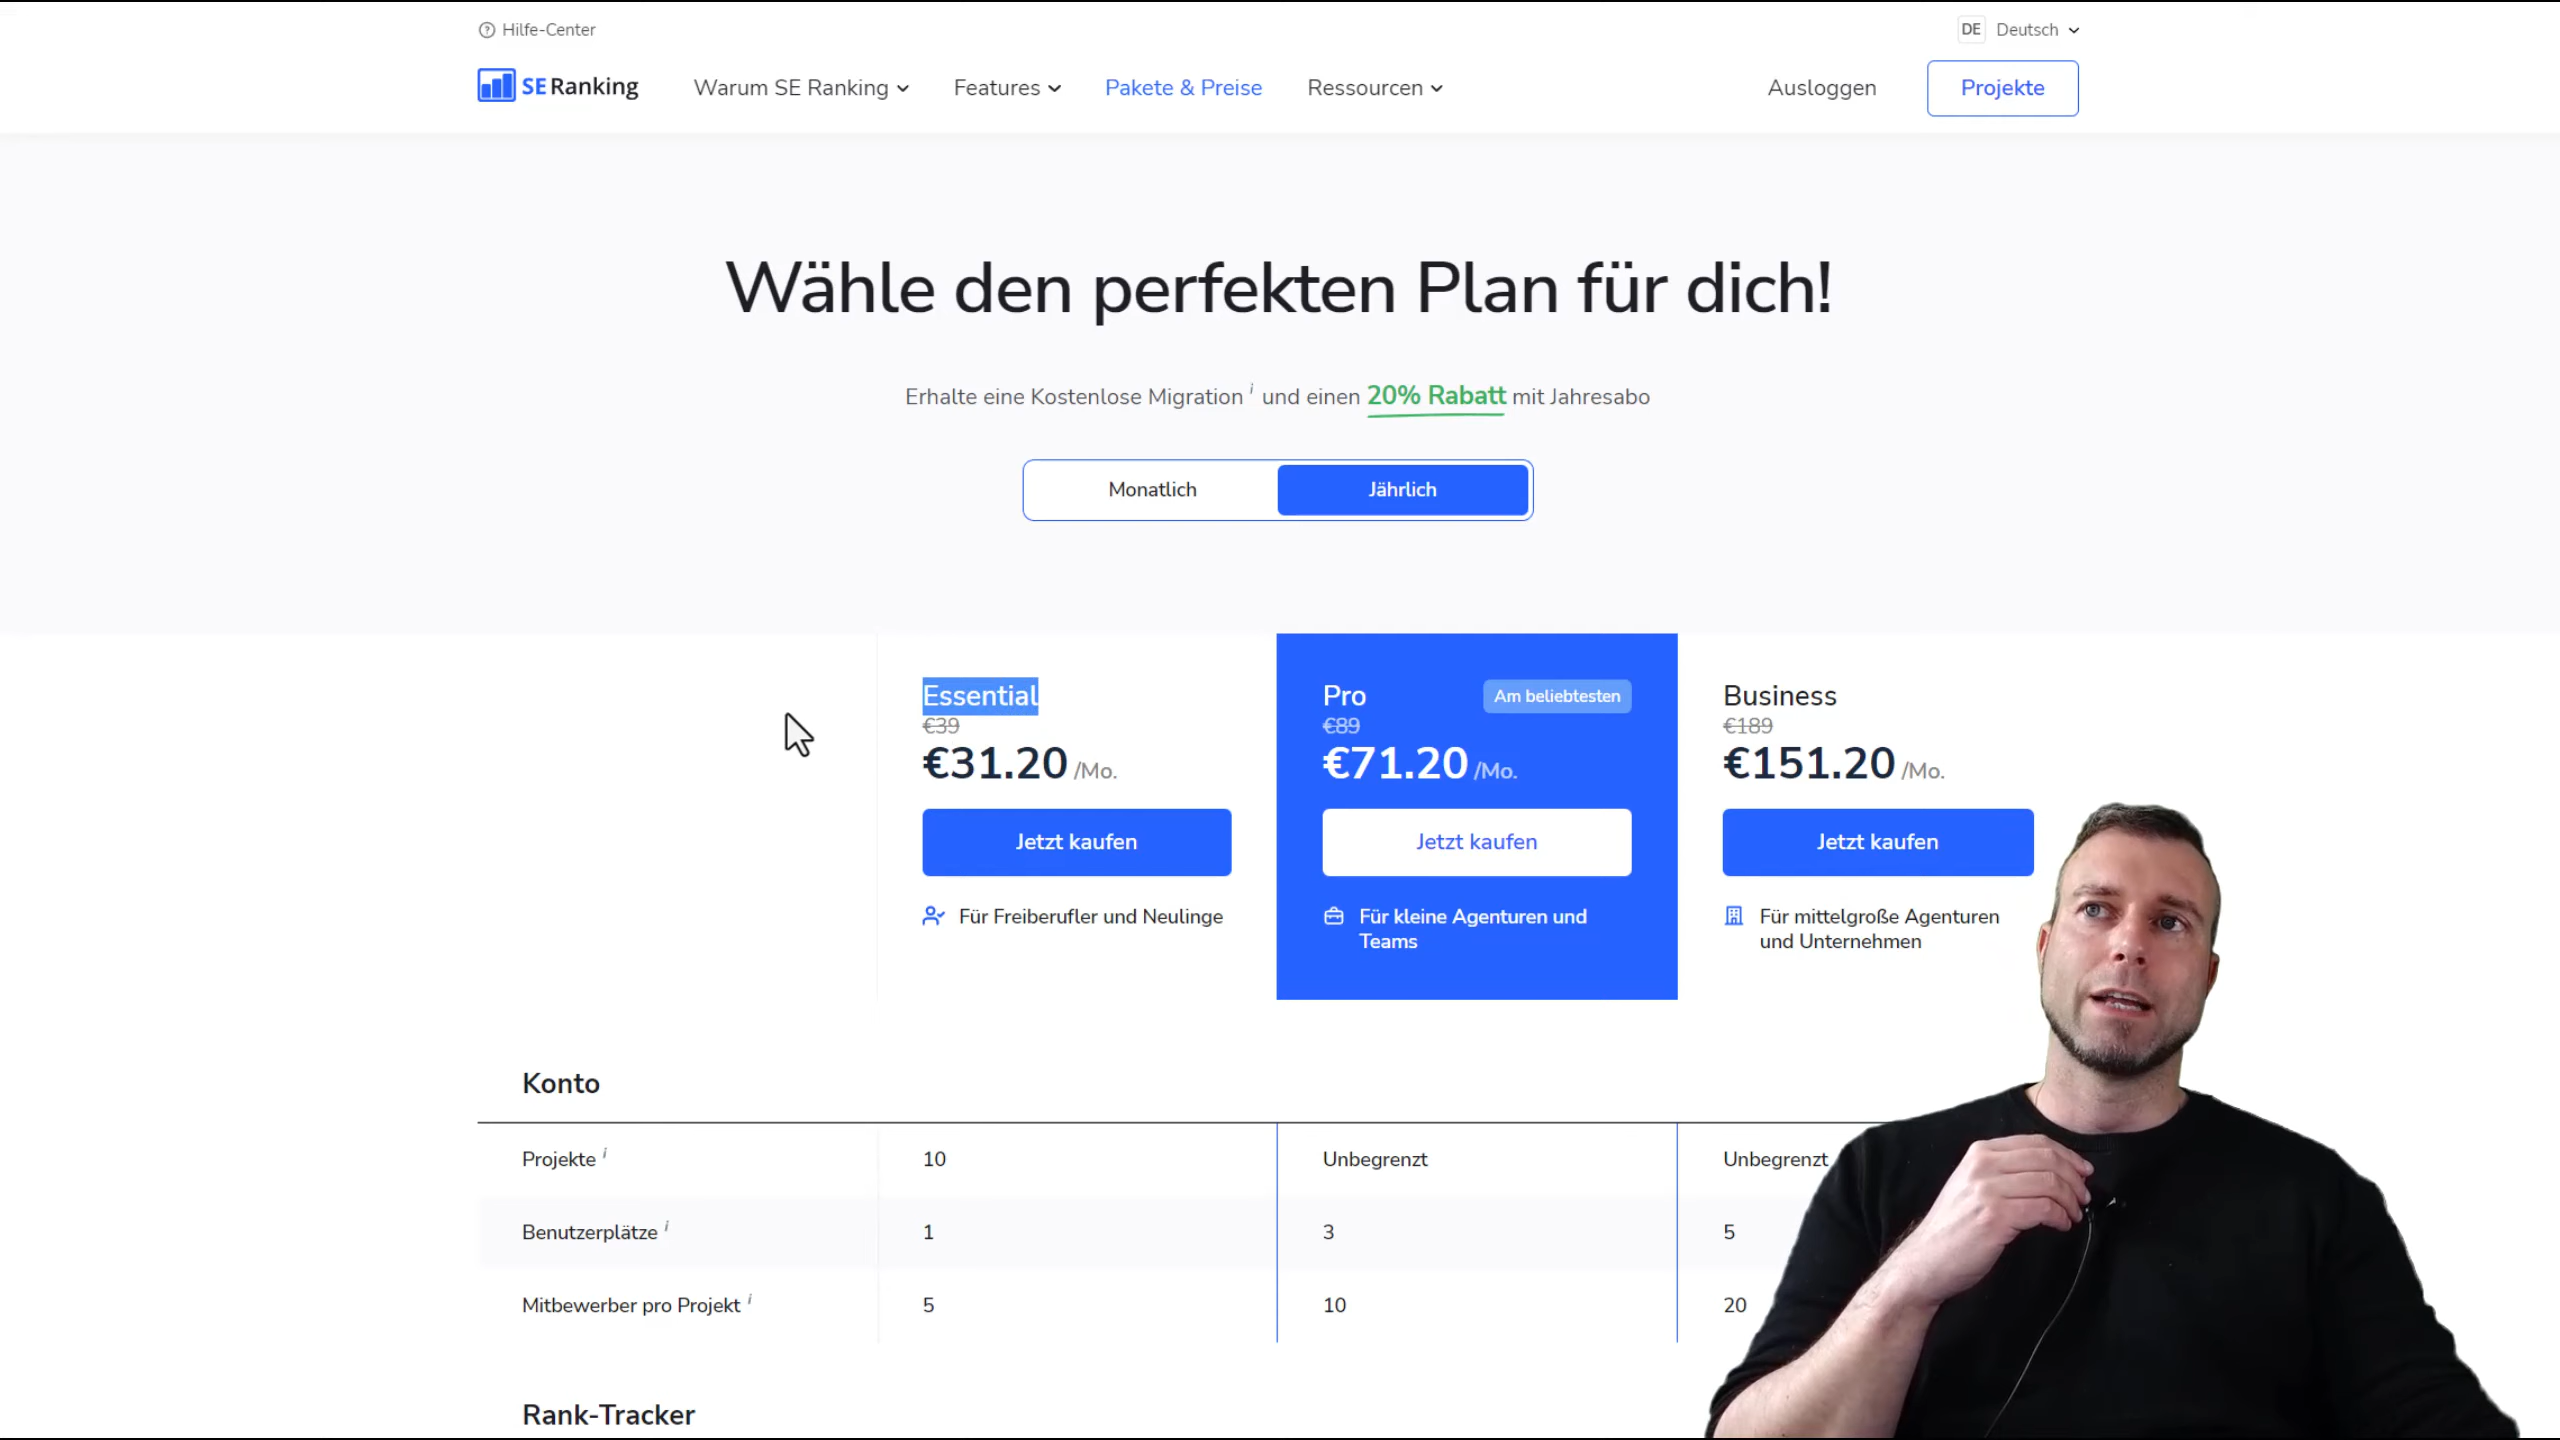 Hilfe-Center
DE Deutsch
SE Ranking
Warum SE Ranking
Features
Pakete & Preise
Ressourcen
Ausloggen
Projekte
Wähle den perfekten Plan für dich!
Erhalte eine Kostenlose Migration i und einen 20% Rabatt mit Jahresabo
Monatlich
Jährlich
Essential
€39
€31.20 /Mo.
Jetzt kaufen
Für Freiberufler und Neulinge
Pro
Am beliebtesten
€89
€71.20 /Mo.
Jetzt kaufen
Für kleine Agenturen und
Teams
Business
€189
€151.20 /Mo.
Jetzt kaufen
Für mittelgroße Agenturen
und Unternehmen
Konto
Projekte i 10 Unbegrenzt Unbegrenzt
Benutzerplätze i 1 3 5
Mitbewerber pro Projekt i 5 10 20
Rank-Tracker